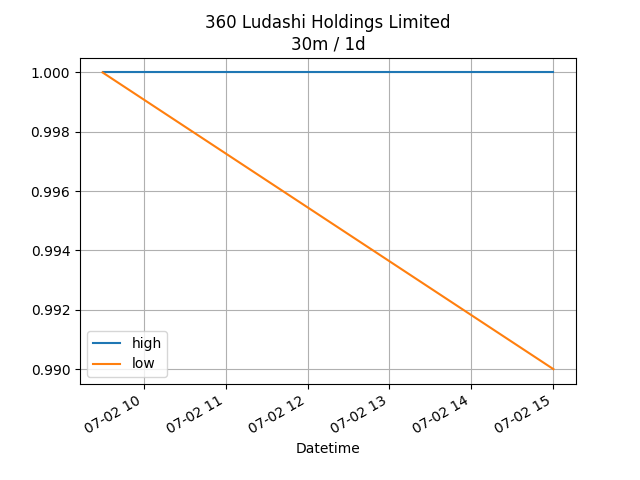 360 Ludashi Holdings Limited
30m / 1d
1.000
0.998
0.996
0.994
0.992
0.990
high
low
07-02 10
07-02 11
07-02 12
07-02 13
07-02 14
07-02 15
Datetime